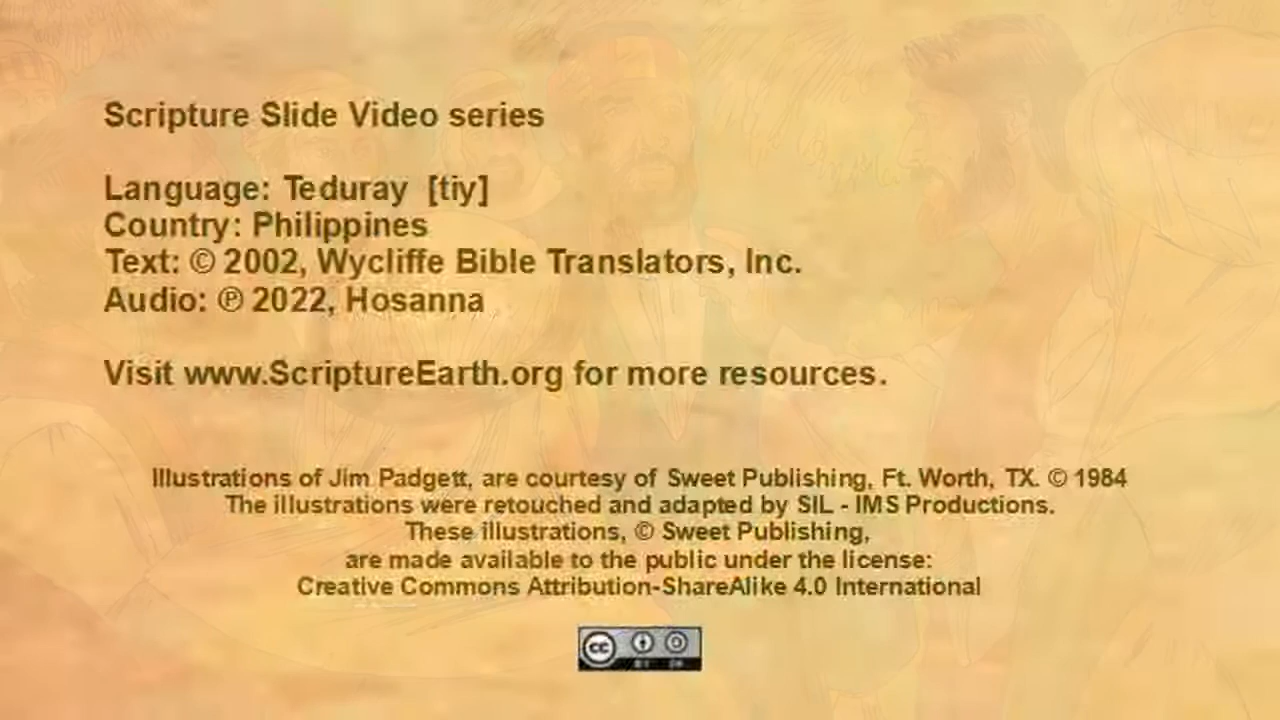 Scripture Slide Video series
Language: Teduray [tiy]
Country: Philippines
Text: © 2002, Wycliffe Bible Translators, Inc.
Audio: ℗ 2022, Hosanna
Visit www.ScriptureEarth.org for more resources.
Illustrations of Jim Padgett, are courtesy of Sweet Publishing, Ft. Worth, TX. © 1984
The illustrations were retouched and adapted by SIL - IMS Productions.
These illustrations, © Sweet Publishing,
are made available to the public under the license:
Creative Commons Attribution-ShareAlike 4.0 International
cc